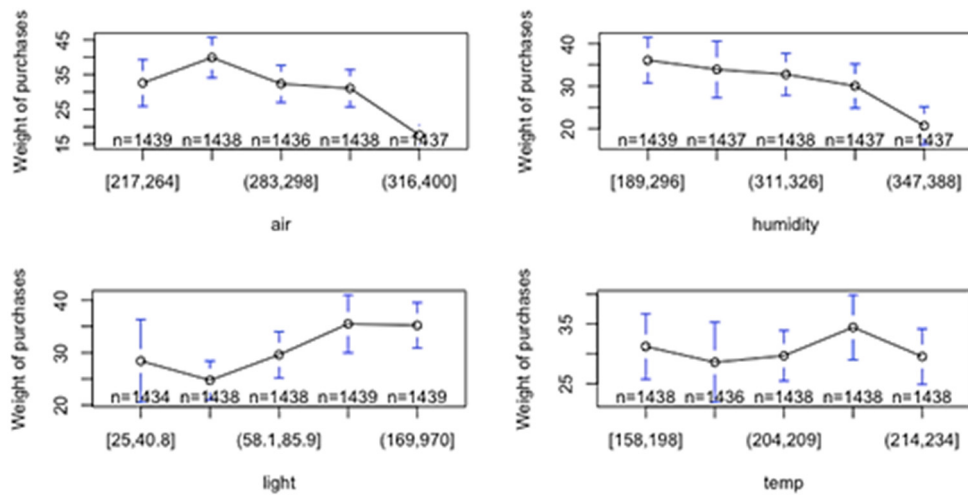 Weight of purchases
45
35
25
15
n=1439 n=1438 n=1436 n=1438 n=1437
[217,264] (283,298] (316,400]
air
Weight of purchases
40
30
20
n=1439 n=1437 n=1438 n=1437 n=1437
[189,296] (311,326] (347,388]
humidity
Weight of purchases
40
30
20
n=1434 n=1438 n=1438 n=1439 n=1439
[25,40.8] (58.1,85.9] (169,970]
light
Weight of purchases
35
25
n=1438 n=1436 n=1438 n=1438 n=1438
[158,198] (204,209] (214,234]
temp